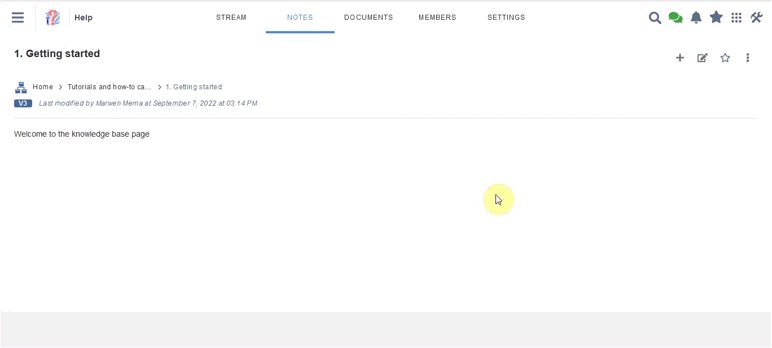 Help STREAM NOTES DOCUMENTS MEMBERS SETTINGS
1. Getting started
Home > Tutorials and how-to ca... > 1. Getting started
V3 Last modified by Marwen Mema at September 7, 2022 at 03:14 PM
Welcome to the knowledge base page